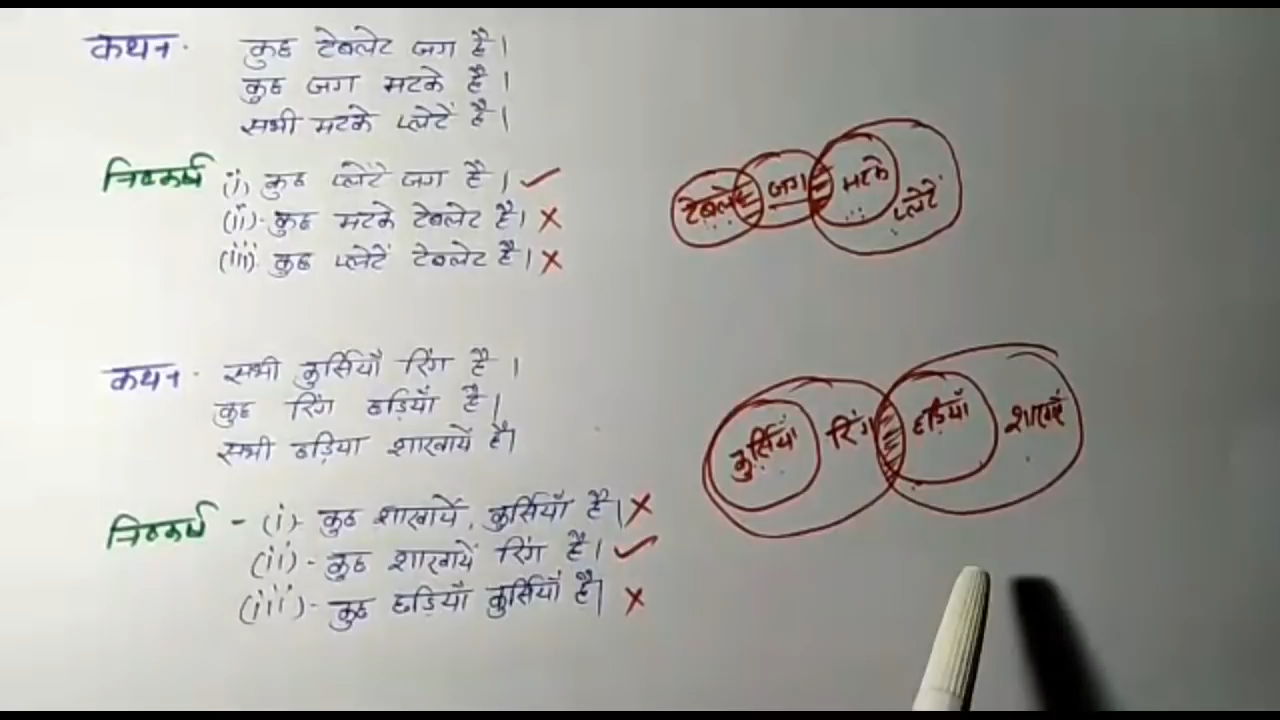 कथन. कुछ टेबलेट जग है।
कुछ जग मटके है।
सभी मटके प्लेटें है।
निष्कर्ष (i) कुछ प्लेटें जग है। ✓
(ii)- कुछ मटके टेबलेट है। ×
(iii). कुछ प्लेटें टेबलेट है। ×
टेबलेट जग मटके प्लेटें
कथन - सभी कुर्सियाँ रिंग है।
कुछ रिंग छड़ियाँ है।
सभी छड़िया शाखायें है।
कुर्सियां रिंग छड़ियाँ शाखाएं
निष्कर्ष - (i)- कुछ शाखायें, कुर्सियाँ है। ×
(ii)- कुछ शाखायें रिंग है। ✓
(iii)- कुछ छड़ियाँ कुर्सियाँ है। ×